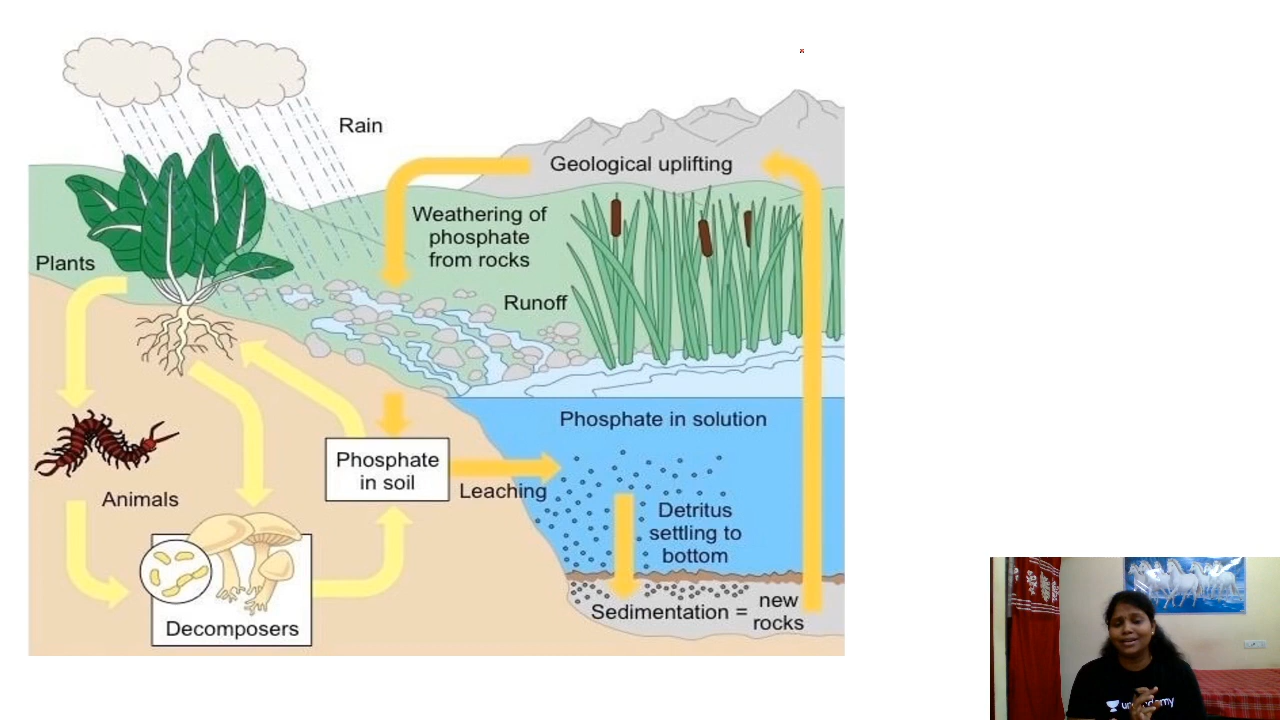 Rain
Geological uplifting
Weathering of
phosphate
from rocks
Plants
Runoff
Phosphate in solution
Phosphate
in soil
Leaching
Animals
Detritus
settling to
bottom
Sedimentation = new
rocks
Decomposers